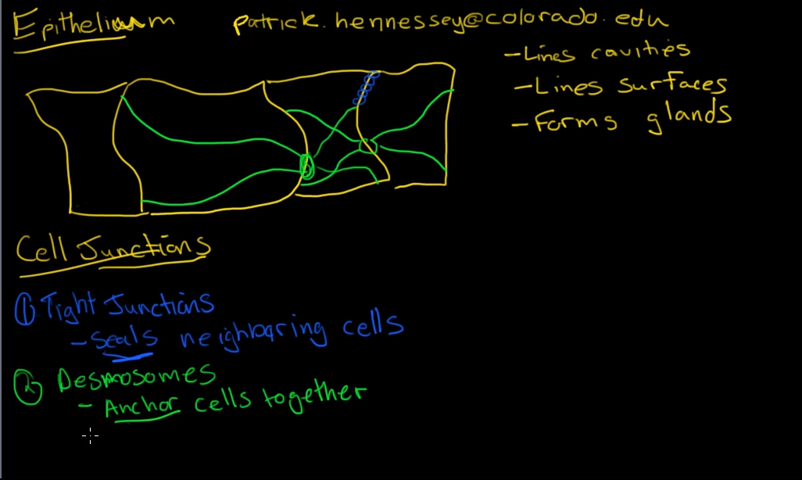 Epithelium patrick.hennessey@colorado.edu
-Lines cavities
-Lines surfaces
-Forms glands
Cell Junctions
① Tight Junctions
-Seals neighboring cells
② Desmosomes
- Anchor cells together